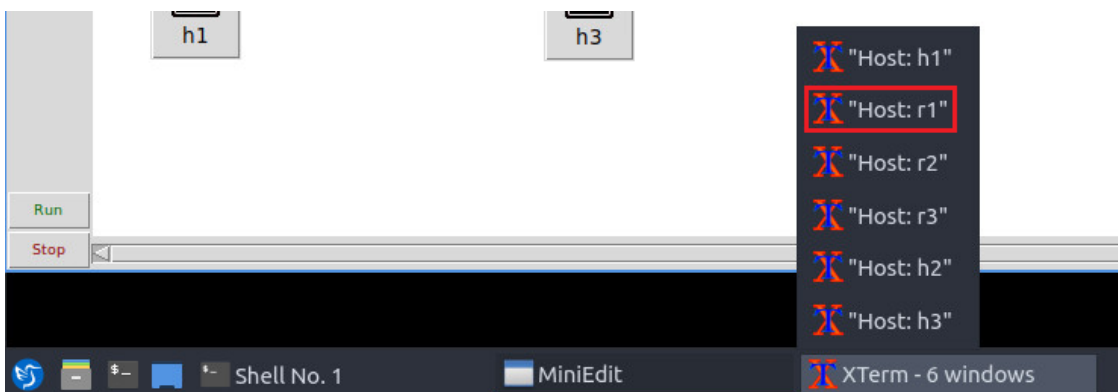 h1
h3
"Host: h1"
"Host: r1"
"Host: r2"
"Host: r3"
"Host: h2"
"Host: h3"
Run
Stop
$_
$-
Shell No. 1
MiniEdit
XTerm - 6 windows